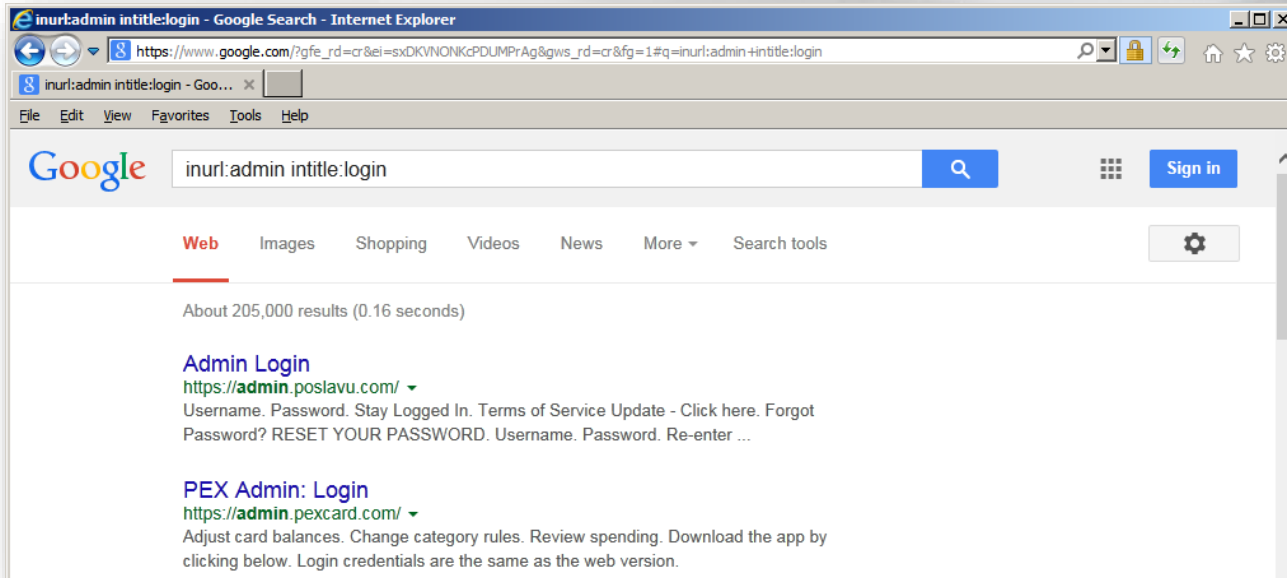 inurl:admin intitle:login - Google Search - Internet Explorer
https://www.google.com/?gfe_rd=cr&ei=sxDKVNONKcPDUMPrAg&gws_rd=cr&fg=1#q=inurl:admin+intitle:login
inurl:admin intitle:login - Goo...
File Edit View Favorites Tools Help
Google inurl:admin intitle:login Sign in
Web Images Shopping Videos News More Search tools
About 205,000 results (0.16 seconds)
Admin Login
https://admin.poslavu.com/
Username. Password. Stay Logged In. Terms of Service Update - Click here. Forgot
Password? RESET YOUR PASSWORD. Username. Password. Re-enter ...
PEX Admin: Login
https://admin.pexcard.com/
Adjust card balances. Change category rules. Review spending. Download the app by
clicking below. Login credentials are the same as the web version.